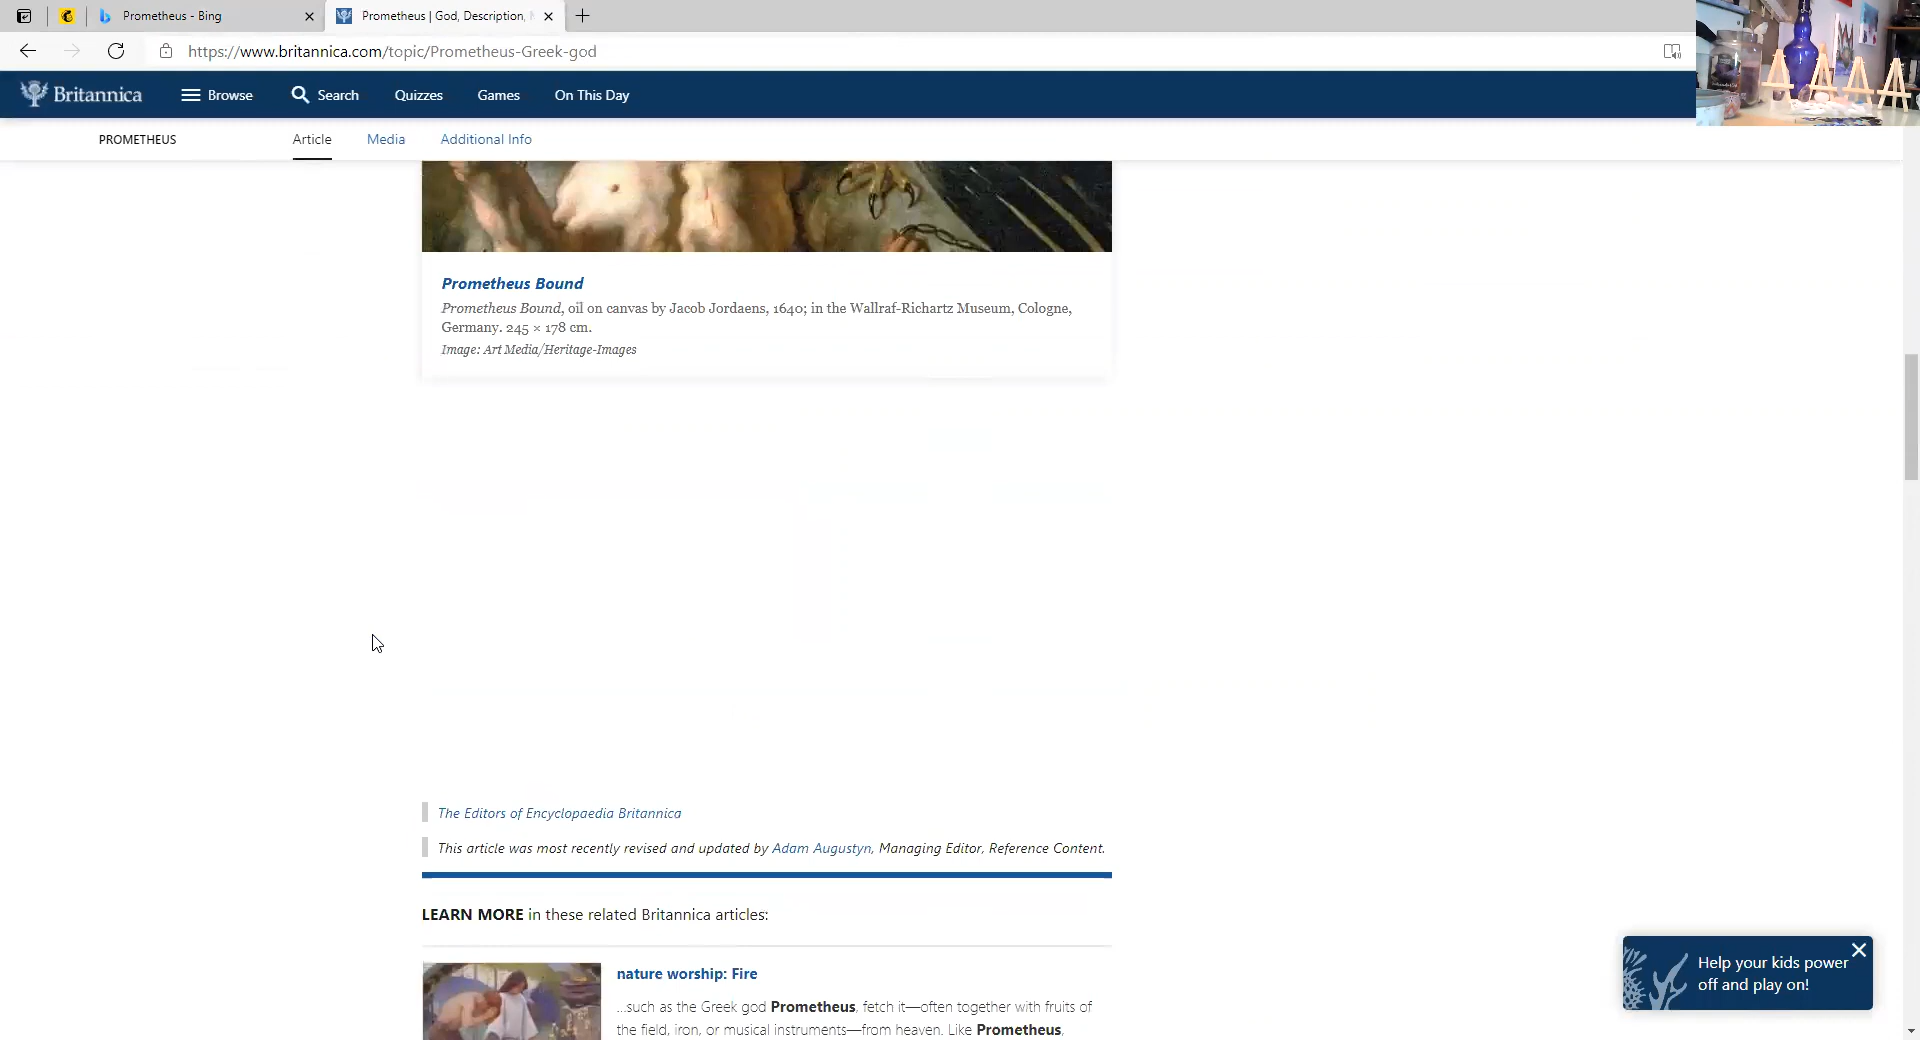 Prometheus - Bing
Prometheus | God, Description,
https://www.britannica.com/topic/Prometheus-Greek-god
Britannica
Browse
Search
Quizzes
Games
On This Day
PROMETHEUS
Article
Media
Additional Info
Prometheus Bound
Prometheus Bound, oil on canvas by Jacob Jordaens, 1640; in the Wallraf-Richartz Museum, Cologne,
Germany. 245 × 178 cm.
Image: Art Media/Heritage-Images
The Editors of Encyclopaedia Britannica
This article was most recently revised and updated by Adam Augustyn, Managing Editor, Reference Content.
LEARN MORE in these related Britannica articles:
nature worship: Fire
…such as the Greek god Prometheus, fetch it—often together with fruits of
the field, iron, or musical instruments—from heaven. Like Prometheus,
Help your kids power
off and play on!